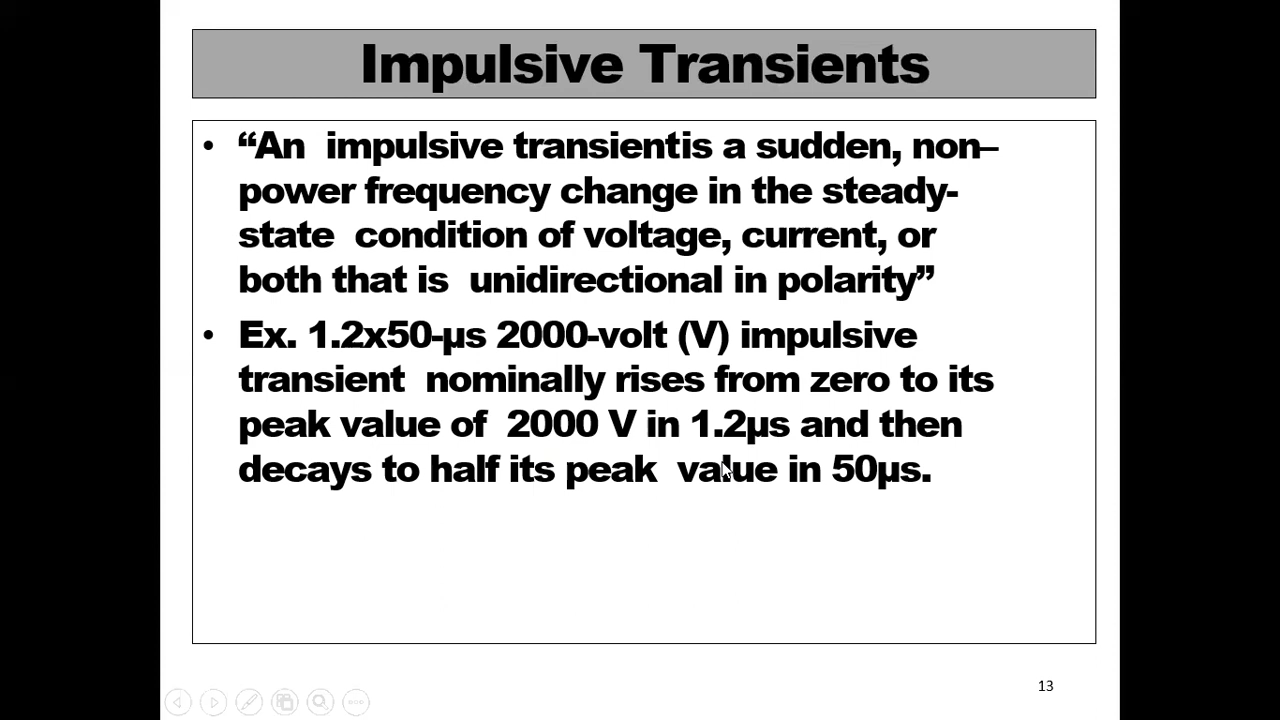 Impulsive Transients
• “An impulsive transientis a sudden, non–
power frequency change in the steady-
state condition of voltage, current, or
both that is unidirectional in polarity”
• Ex. 1.2x50-µs 2000-volt (V) impulsive
transient nominally rises from zero to its
peak value of 2000 V in 1.2µs and then
decays to half its peak value in 50µs.
13